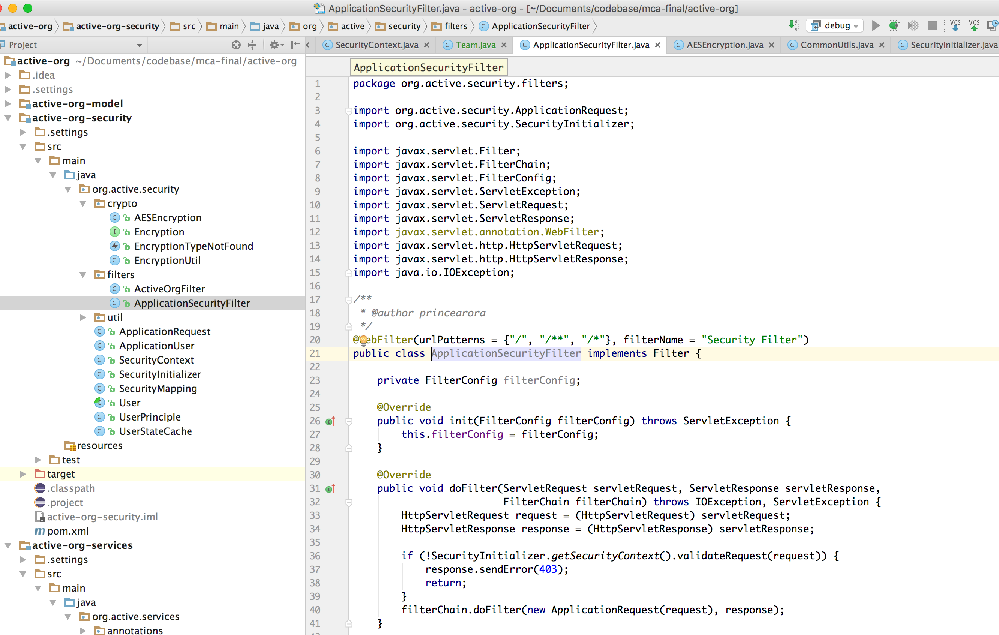 ApplicationSecurityFilter.java - active-org - [~/Documents/codebase/mca-final/active-org]
active-org active-org-security src main java org active security filters ApplicationSecurityFilter debug VCS VCS
Project
SecurityContext.java Team.java ApplicationSecurityFilter.java AESEncryption.java CommonUtils.java SecurityInitializer.java
active-org ~/Documents/codebase/mca-final/active-org
.idea
.settings
active-org-model
active-org-security
.settings
src
main
java
org.active.security
crypto
AESEncryption
Encryption
EncryptionTypeNotFound
EncryptionUtil
filters
ActiveOrgFilter
ApplicationSecurityFilter
util
ApplicationRequest
ApplicationUser
SecurityContext
SecurityInitializer
SecurityMapping
User
UserPrinciple
UserStateCache
resources
test
target
.classpath
.project
active-org-security.iml
pom.xml
active-org-services
.settings
src
main
java
org.active.services
annotations
ApplicationSecurityFilter
1 package org.active.security.filters;
2
3 import org.active.security.ApplicationRequest;
4 import org.active.security.SecurityInitializer;
5
6 import javax.servlet.Filter;
7 import javax.servlet.FilterChain;
8 import javax.servlet.FilterConfig;
9 import javax.servlet.ServletException;
10 import javax.servlet.ServletRequest;
11 import javax.servlet.ServletResponse;
12 import javax.servlet.annotation.WebFilter;
13 import javax.servlet.http.HttpServletRequest;
14 import javax.servlet.http.HttpServletResponse;
15 import java.io.IOException;
16
17 /**
18 * @author princearora
19 */
20 @WebFilter(urlPatterns = {"/", "/**", "/*"}, filterName = "Security Filter")
21 public class ApplicationSecurityFilter implements Filter {
22
23 private FilterConfig filterConfig;
24
25 @Override
26 public void init(FilterConfig filterConfig) throws ServletException {
27 this.filterConfig = filterConfig;
28 }
29
30 @Override
31 public void doFilter(ServletRequest servletRequest, ServletResponse servletResponse,
32 FilterChain filterChain) throws IOException, ServletException {
33 HttpServletRequest request = (HttpServletRequest) servletRequest;
34 HttpServletResponse response = (HttpServletResponse) servletResponse;
35
36 if (!SecurityInitializer.getSecurityContext().validateRequest(request)) {
37 response.sendError(403);
38 return;
39 }
40 filterChain.doFilter(new ApplicationRequest(request), response);
41 }